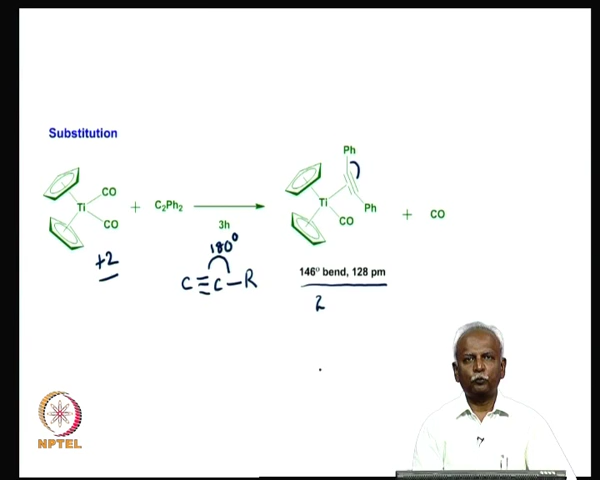 Substitution
Ti
CO
CO
+2
+
C₂Ph₂
3h
180°
C≡C-R
Ph
Ti
CO
Ph
146° bend, 128 pm
2
+
CO
NPTEL